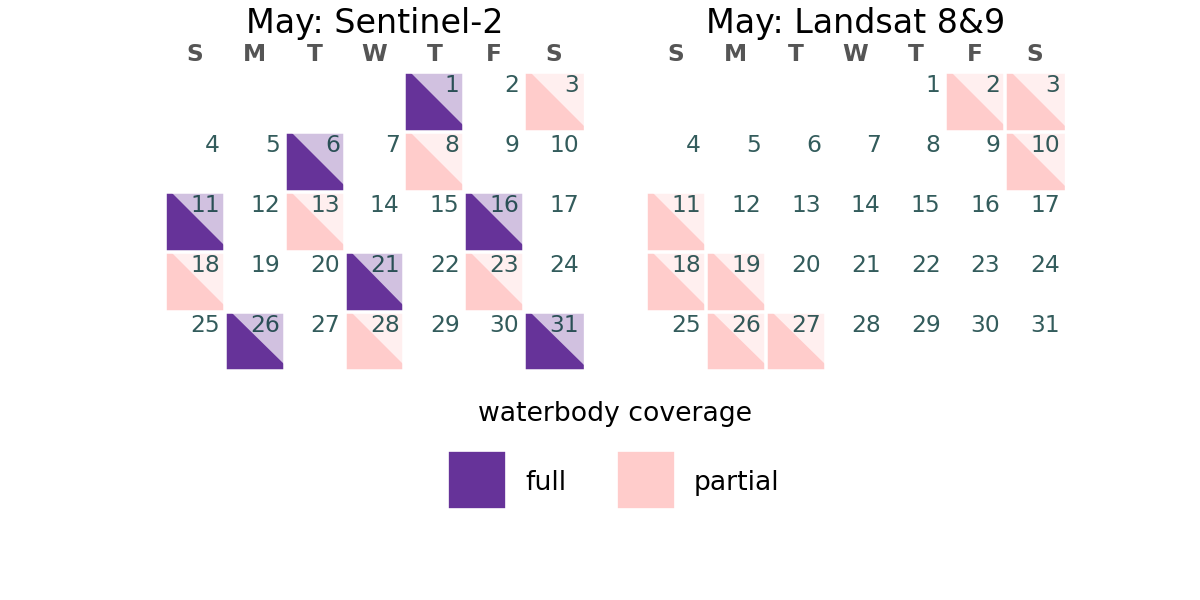 May: Sentinel-2
S M T W T F S
1 2 3
4 5 6 7 8 9 10
11 12 13 14 15 16 17
18 19 20 21 22 23 24
25 26 27 28 29 30 31
May: Landsat 8&9
S M T W T F S
1 2 3
4 5 6 7 8 9 10
11 12 13 14 15 16 17
18 19 20 21 22 23 24
25 26 27 28 29 30 31
waterbody coverage
full
partial